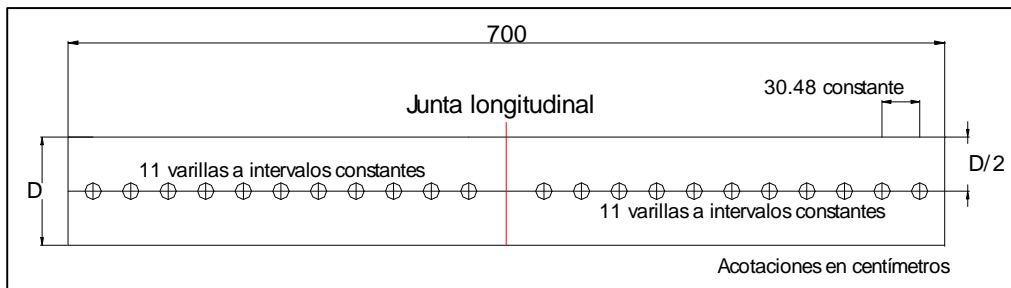 700
30.48 constante
Junta longitudinal
11 varillas a intervalos constantes
D/2
D
11 varillas a intervalos constantes
Acotaciones en centímetros